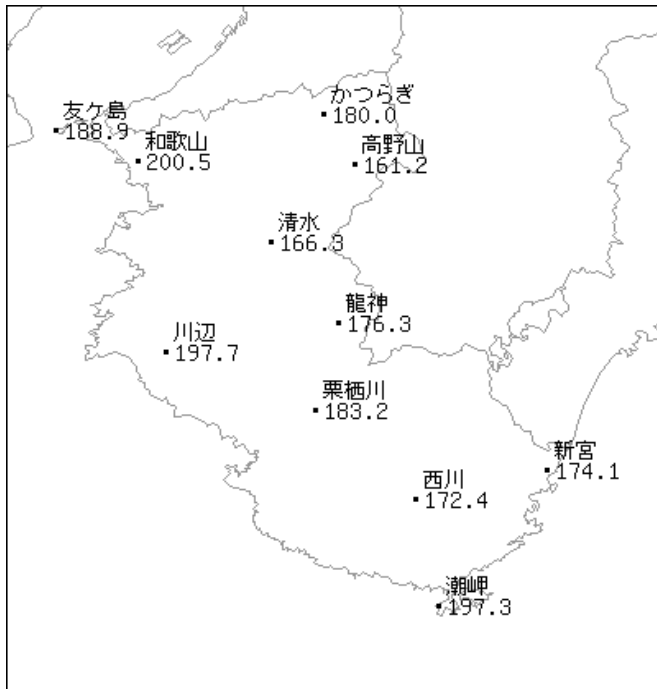 かつらぎ
180.0
友ケ島
188.9
和歌山
200.5
高野山
161.2
清水
166.3
龍神
176.3
川辺
197.7
栗栖川
183.2
新宮
174.1
西川
172.4
潮岬
197.3